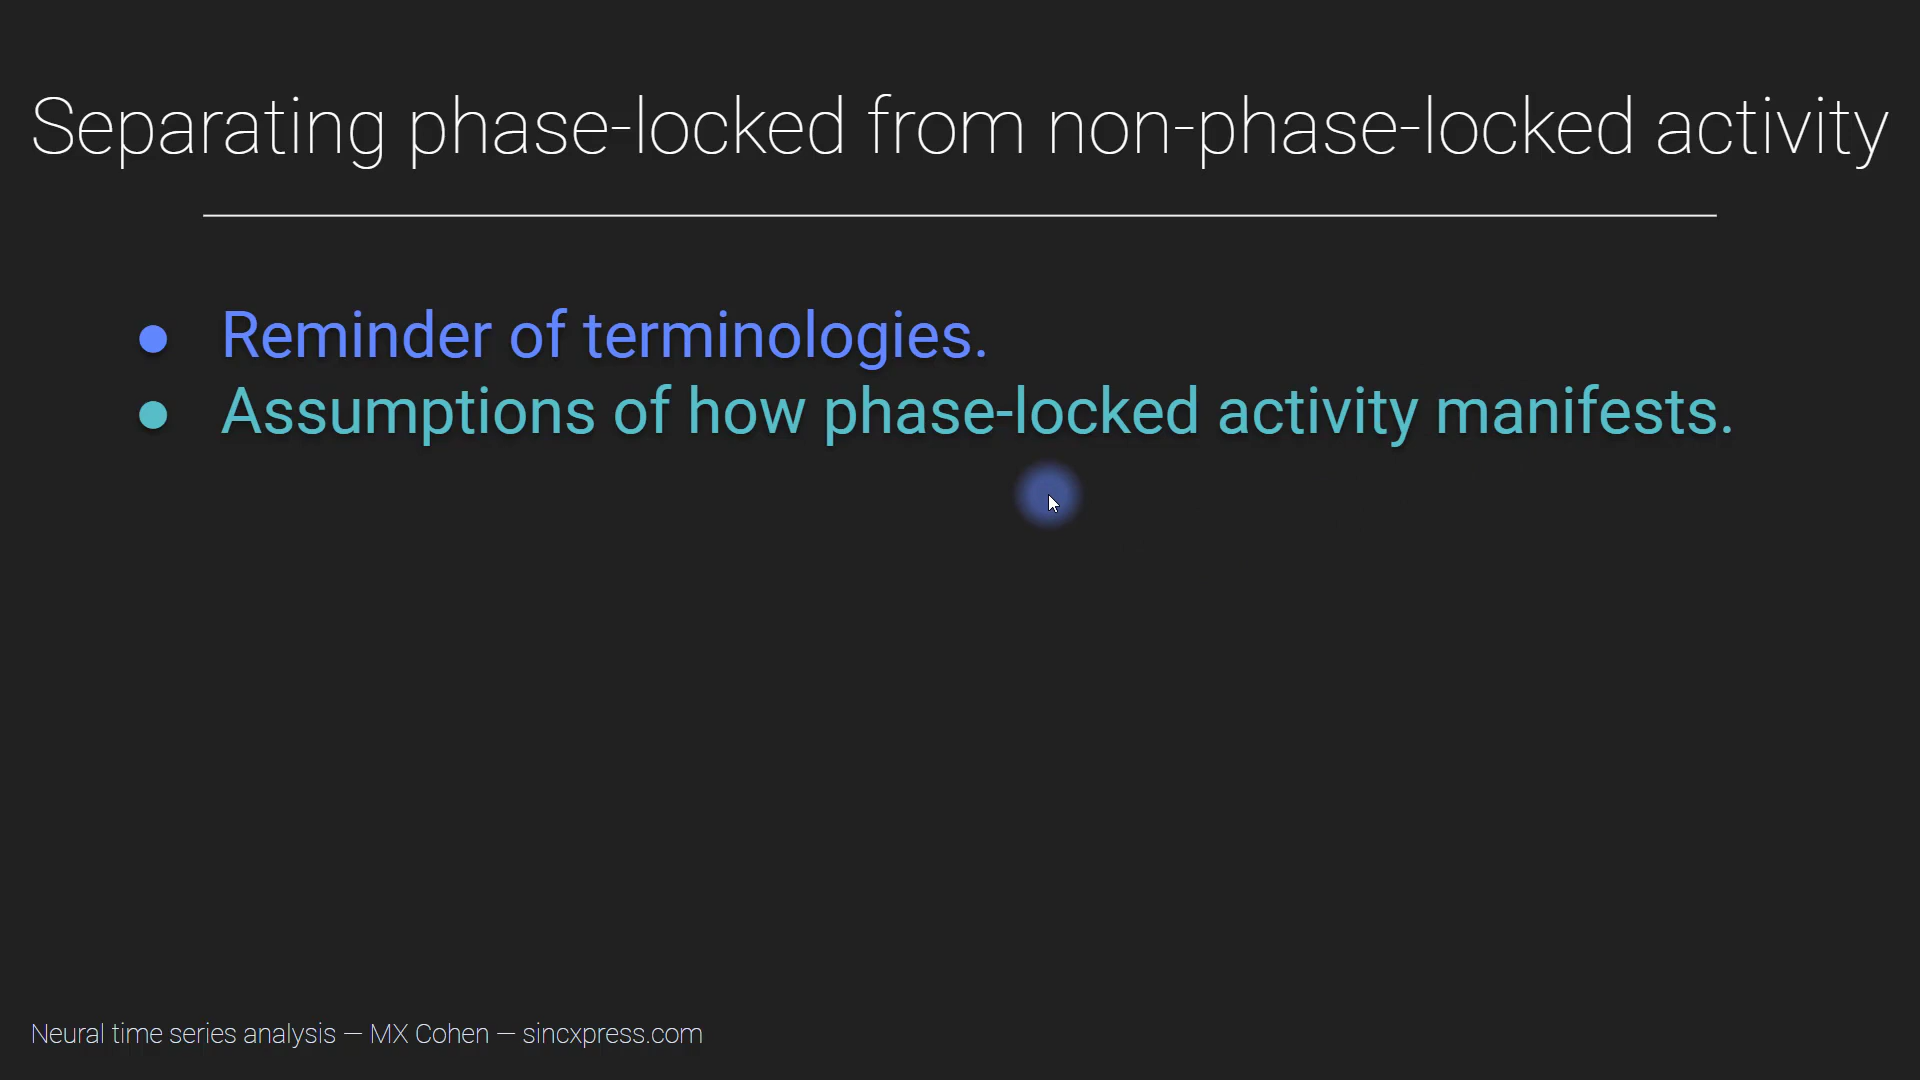 Separating phase-locked from non-phase-locked activity
● Reminder of terminologies.
● Assumptions of how phase-locked activity manifests.
Neural time series analysis — MX Cohen — sincxpress.com